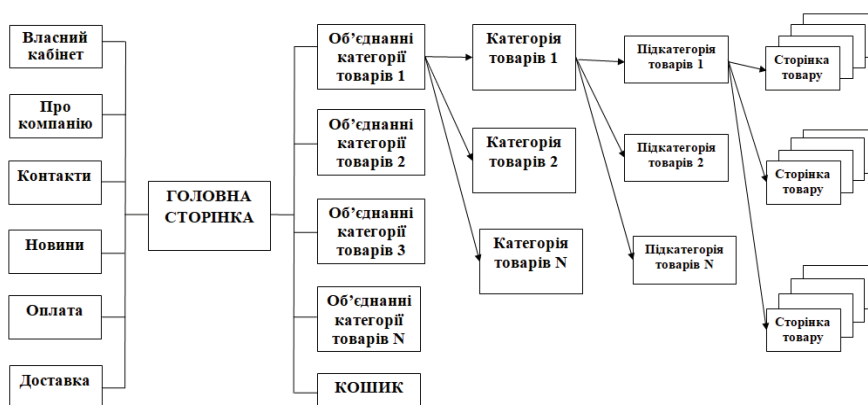 Власний
кабінет
Про
компанію
Контакти
Новини
Оплата
Доставка
ГОЛОВНА
СТОРІНКА
Об’єднанні
категорії
товарів 1
Об’єднанні
категорії
товарів 2
Об’єднанні
категорії
товарів 3
Об’єднанні
категорії
товарів N
КОШИК
Категорія
товарів 1
Категорія
товарів 2
Категорія
товарів N
Підкатегорія
товарів 1
Підкатегорія
товарів 2
Підкатегорія
товарів N
Сторінка
товару
Сторінка
товару
Сторінка
товару